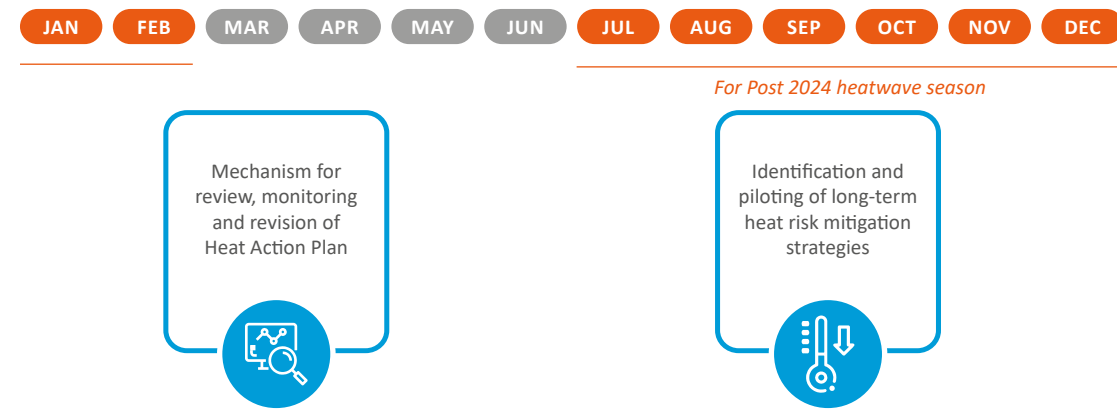 JAN FEB MAR APR MAY JUN JUL AUG SEP OCT NOV DEC
For Post 2024 heatwave season
Mechanism for
review, monitoring
and revision of
Heat Action Plan
Identification and
piloting of long-term
heat risk mitigation
strategies